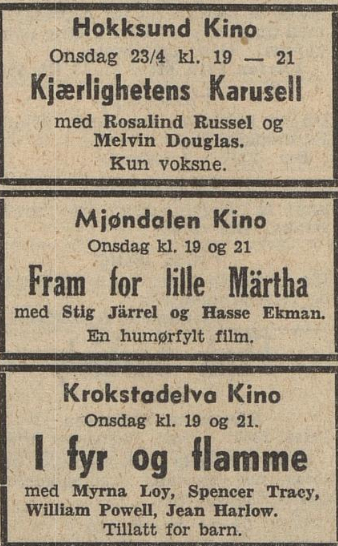 Hokksund Kino
Onsdag 23/4 kl. 19 — 21
Kjærlighetens Karusell
med Rosalind Russel og
Melvin Douglas.
Kun voksne.
Mjøndalen Kino
Onsdag kl. 19 og 21
Fram for lille Märtha
med Stig Järrel og Hasse Ekman.
En humørfylt film.
Krokstadelva Kino
Onsdag kl. 19 og 21.
I fyr og flamme
med Myrna Loy, Spencer Tracy,
William Powell, Jean Harlow.
Tillatt for barn.